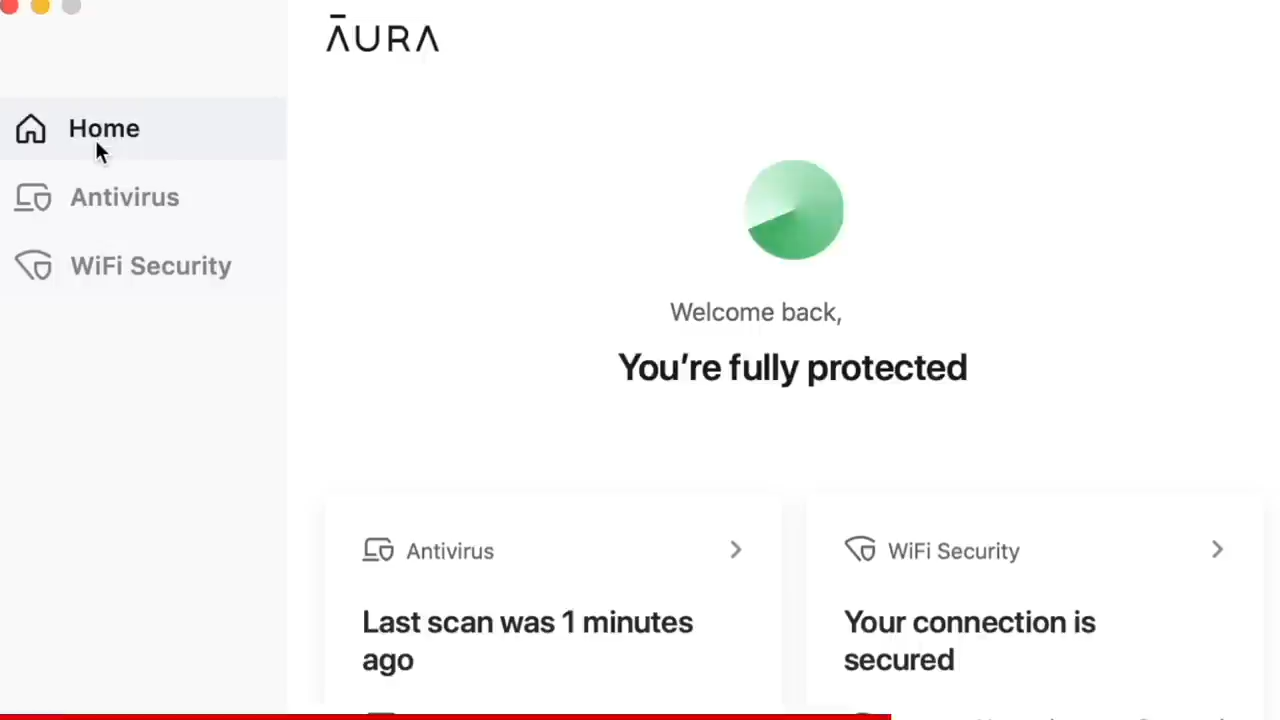 ĀURA
Home
Antivirus
WiFi Security
Welcome back,
You’re fully protected
Antivirus
Last scan was 1 minutes
ago
WiFi Security
Your connection is
secured